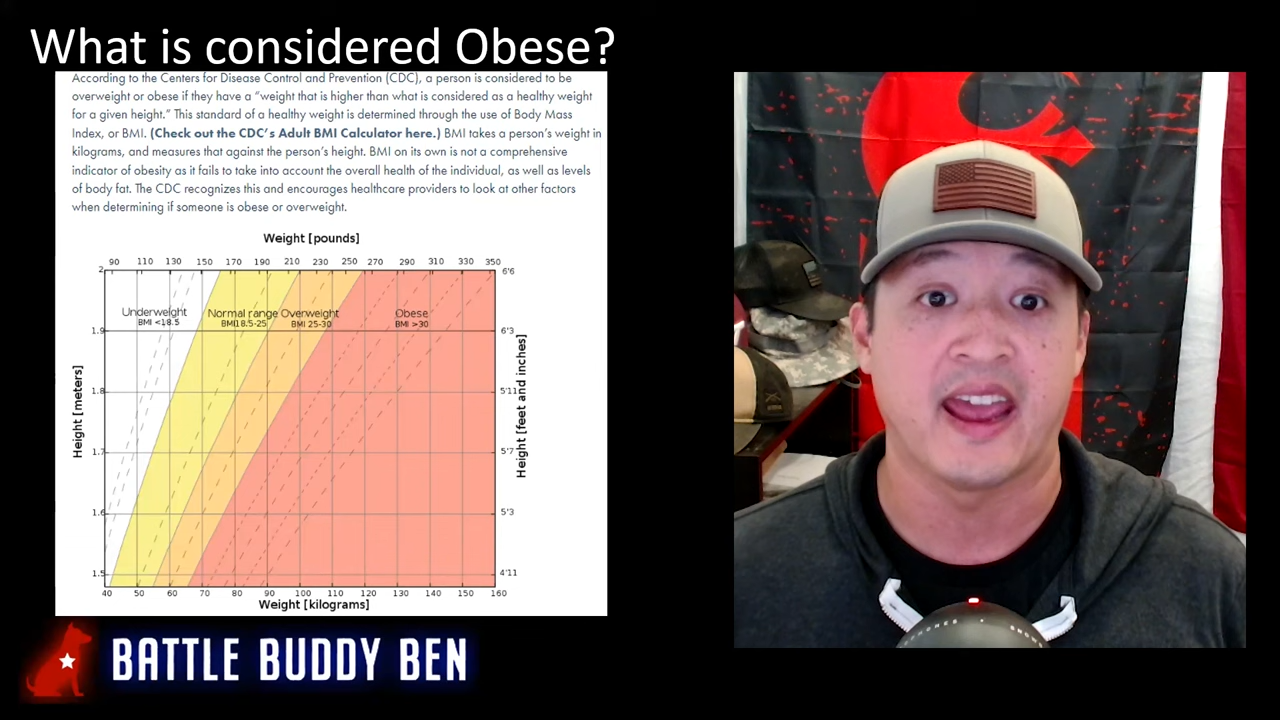 What is considered Obese?
According to the Centers for Disease Control and Prevention (CDC), a person is considered to be
overweight or obese if they have a “weight that is higher than what is considered as a healthy weight
for a given height.” This standard of a healthy weight is determined through the use of Body Mass
Index, or BMI. (Check out the CDC’s Adult BMI Calculator here.) BMI takes a person’s weight in
kilograms, and measures that against the person’s height. BMI on its own is not a comprehensive
indicator of obesity as it fails to take into account the overall health of the individual, as well as levels
of body fat. The CDC recognizes this and encourages healthcare providers to look at other factors
when determining if someone is obese or overweight.
Weight [pounds]
90 110 130 150 170 190 210 230 250 270 290 310 330 350
2 6'6
Underweight Normal range Overweight Obese
BMI <18.5 BMI18.5-25 BMI 25-30 BMI >30
1.9 6'3
1.8 5'11
1.7 5'7
1.6 5'3
1.5 4'11
Height [meters]
Height [feet and inches]
40 50 60 70 80 90 100 110 120 130 140 150 160
Weight [kilograms]
BATTLE BUDDY BEN